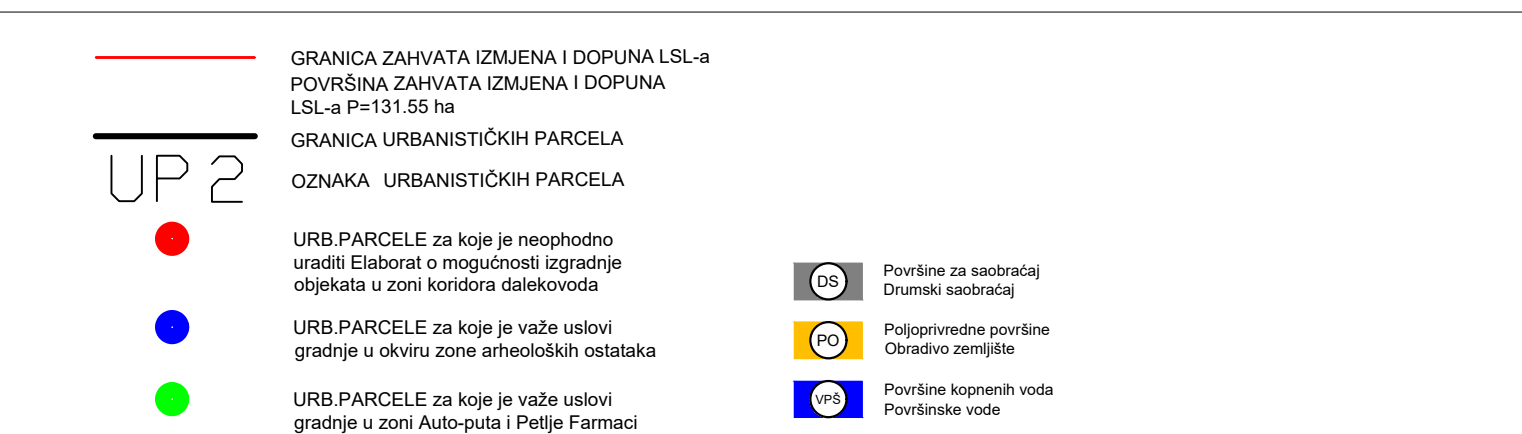 GRANICA ZAHVATA IZMJENA I DOPUNA LSL-a
POVRŠINA ZAHVATA IZMJENA I DOPUNA
LSL-a P=131.55 ha
GRANICA URBANISTIČKIH PARCELA
UP 2
OZNAKA URBANISTIČKIH PARCELA
URB.PARCELE za koje je neophodno
uraditi Elaborat o mogućnosti izgradnje
objekata u zoni koridora dalekovoda
URB.PARCELE za koje je važe uslovi
gradnje u okviru zone arheoloških ostataka
URB.PARCELE za koje je važe uslovi
gradnje u zoni Auto-puta i Petlje Farmaci
DS
Površine za saobraćaj
Drumski saobraćaj
PO
Poljoprivredne površine
Obradivo zemljište
VPŠ
Površine kopnenih voda
Površinske vode